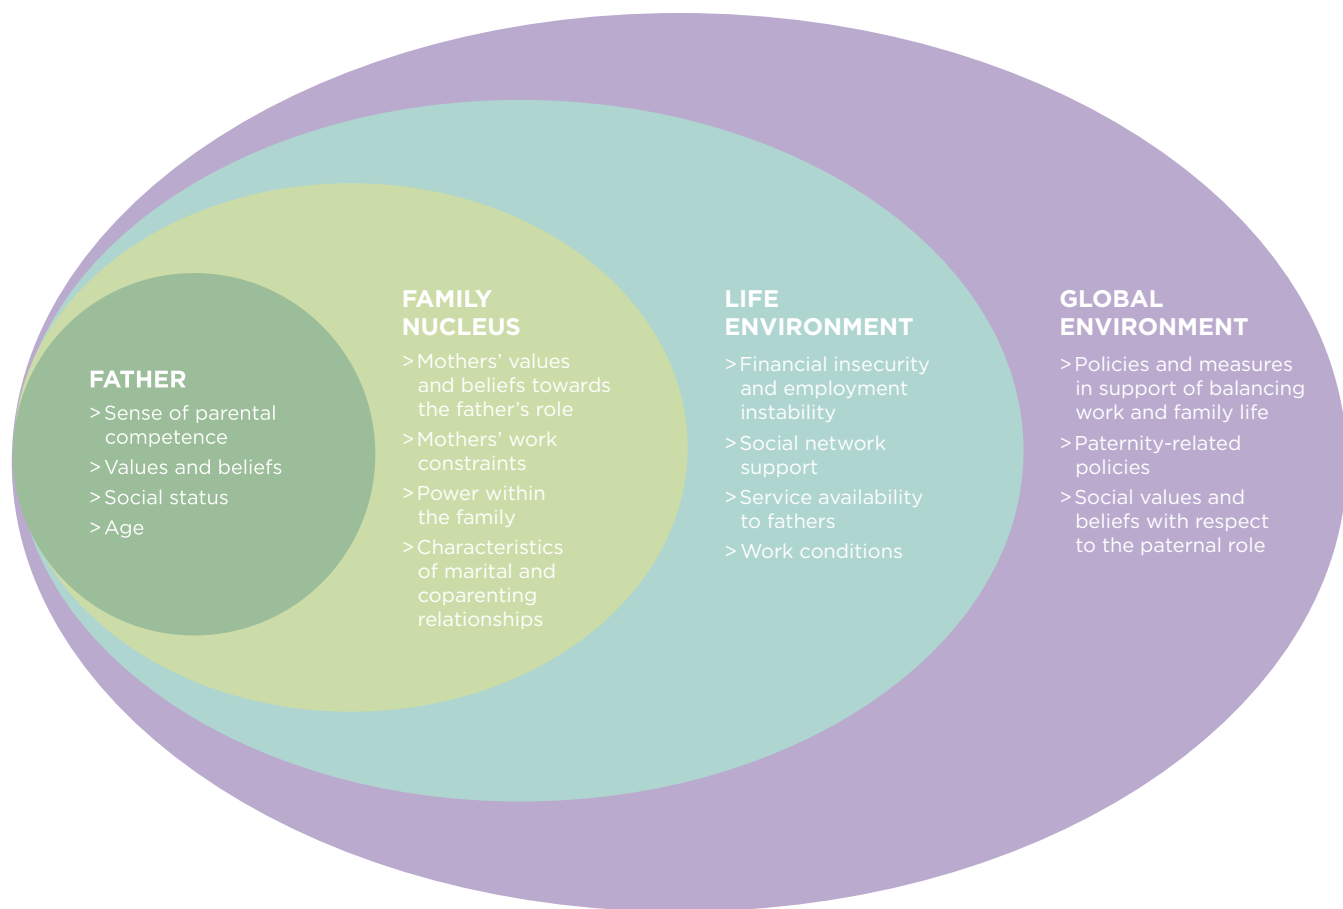 FATHER
> Sense of parental
competence
> Values and beliefs
> Social status
> Age
FAMILY
NUCLEUS
> Mothers’ values
and beliefs towards
the father’s role
> Mothers’ work
constraints
> Power within
the family
> Characteristics
of marital and
coparenting
relationships
LIFE
ENVIRONMENT
> Financial insecurity
and employment
instability
> Social network
support
> Service availability
to fathers
> Work conditions
GLOBAL
ENVIRONMENT
> Policies and measures
in support of balancing
work and family life
> Paternity-related
policies
> Social values and
beliefs with respect
to the paternal role